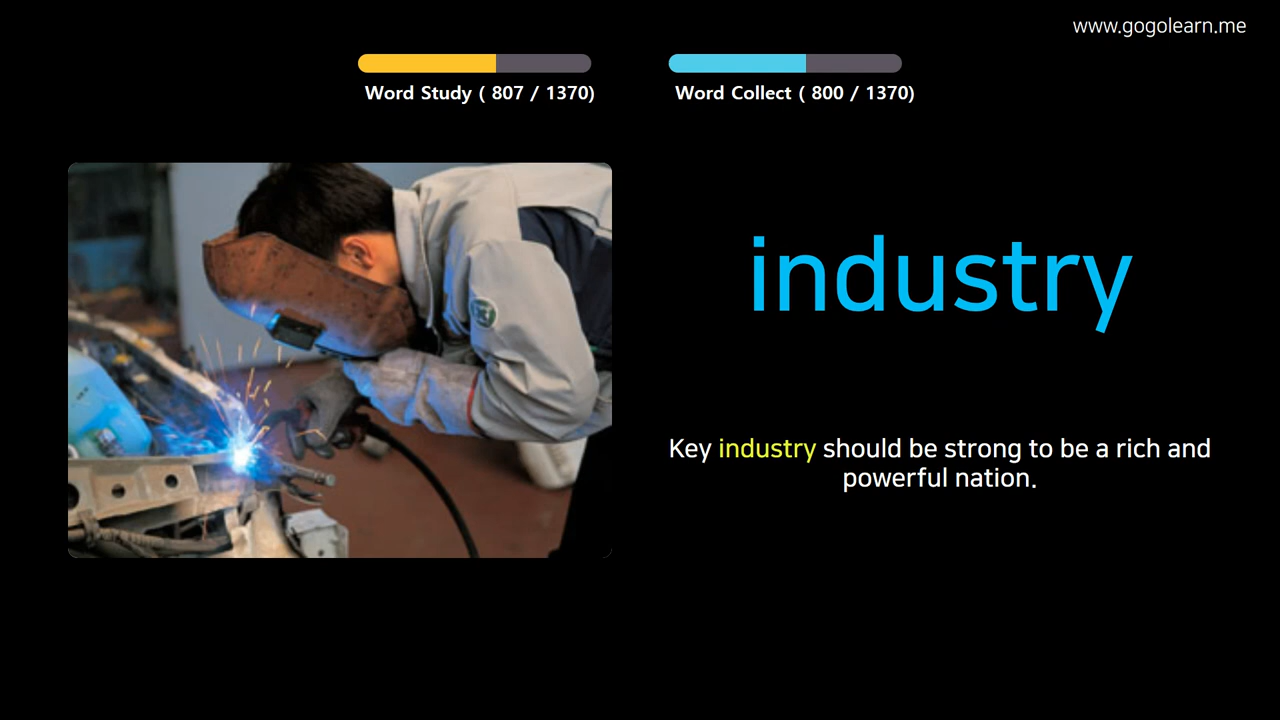 www.gogolearn.me
Word Study ( 807 / 1370)
Word Collect ( 800 / 1370)
industry
Key industry should be strong to be a rich and
powerful nation.